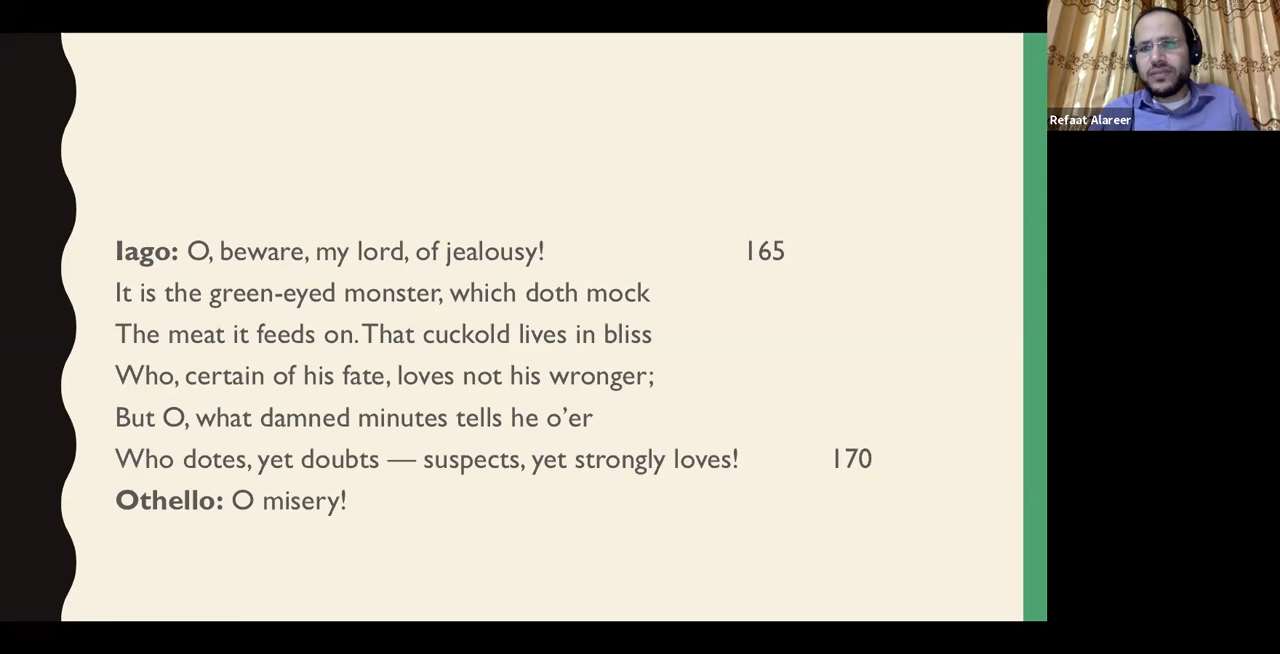 Iago: O, beware, my lord, of jealousy! 165
It is the green-eyed monster, which doth mock
The meat it feeds on. That cuckold lives in bliss
Who, certain of his fate, loves not his wronger;
But O, what damned minutes tells he o’er
Who dotes, yet doubts — suspects, yet strongly loves! 170
Othello: O misery!
Refaat Alareer